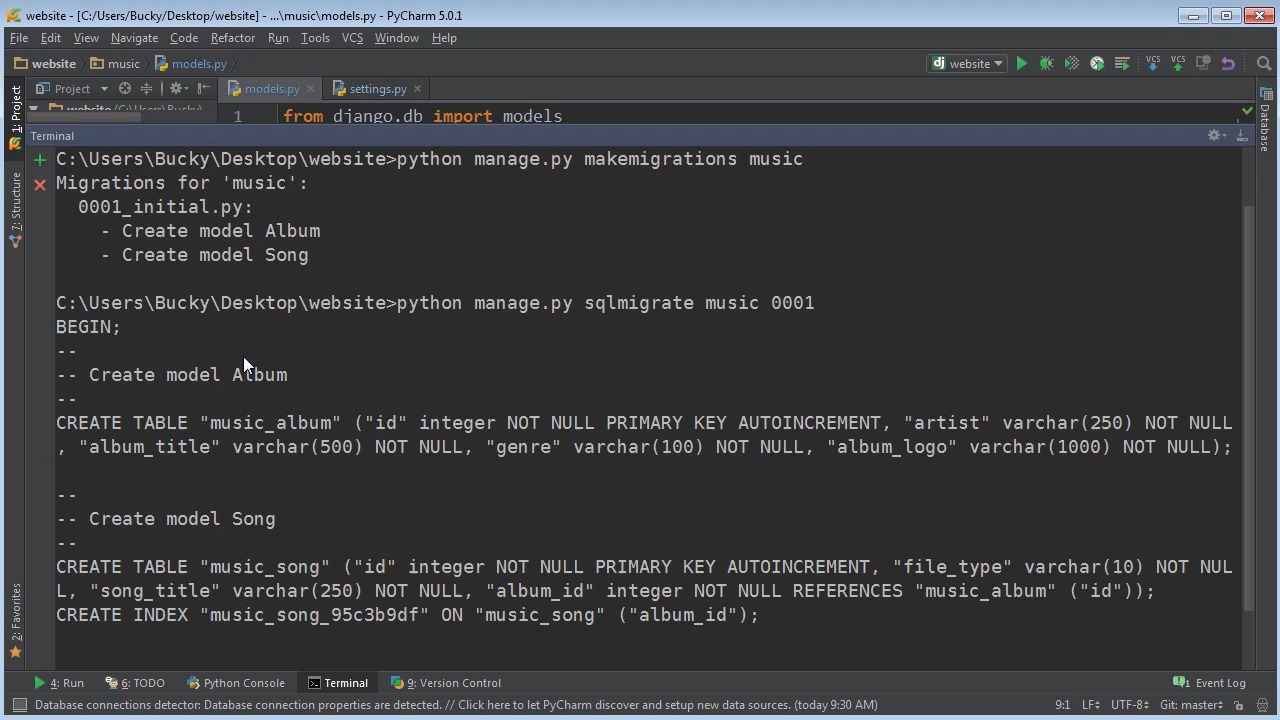 website - [C:/Users/Bucky/Desktop/website] - ...\music\models.py - PyCharm 5.0.1
File Edit View Navigate Code Refactor Run Tools VCS Window Help
website music models.py website VCS VCS
Project models.py settings.py
1: Project
website (C:\Users\Bucky\
1 from django.db import models
Terminal
C:\Users\Bucky\Desktop\website>python manage.py makemigrations music
Migrations for 'music':
0001_initial.py:
- Create model Album
- Create model Song
C:\Users\Bucky\Desktop\website>python manage.py sqlmigrate music 0001
BEGIN;
--
-- Create model Album
--
CREATE TABLE "music_album" ("id" integer NOT NULL PRIMARY KEY AUTOINCREMENT, "artist" varchar(250) NOT NULL
, "album_title" varchar(500) NOT NULL, "genre" varchar(100) NOT NULL, "album_logo" varchar(1000) NOT NULL);
--
-- Create model Song
--
CREATE TABLE "music_song" ("id" integer NOT NULL PRIMARY KEY AUTOINCREMENT, "file_type" varchar(10) NOT NUL
L, "song_title" varchar(250) NOT NULL, "album_id" integer NOT NULL REFERENCES "music_album" ("id"));
CREATE INDEX "music_song_95c3b9df" ON "music_song" ("album_id");
7: Structure
2: Favorites
Database
4: Run 6: TODO Python Console Terminal 9: Version Control 1 Event Log
Database connections detector: Database connection properties are detected. // Click here to let PyCharm discover and setup new data sources. (today 9:30 AM) 9:1 LF UTF-8 Git: master